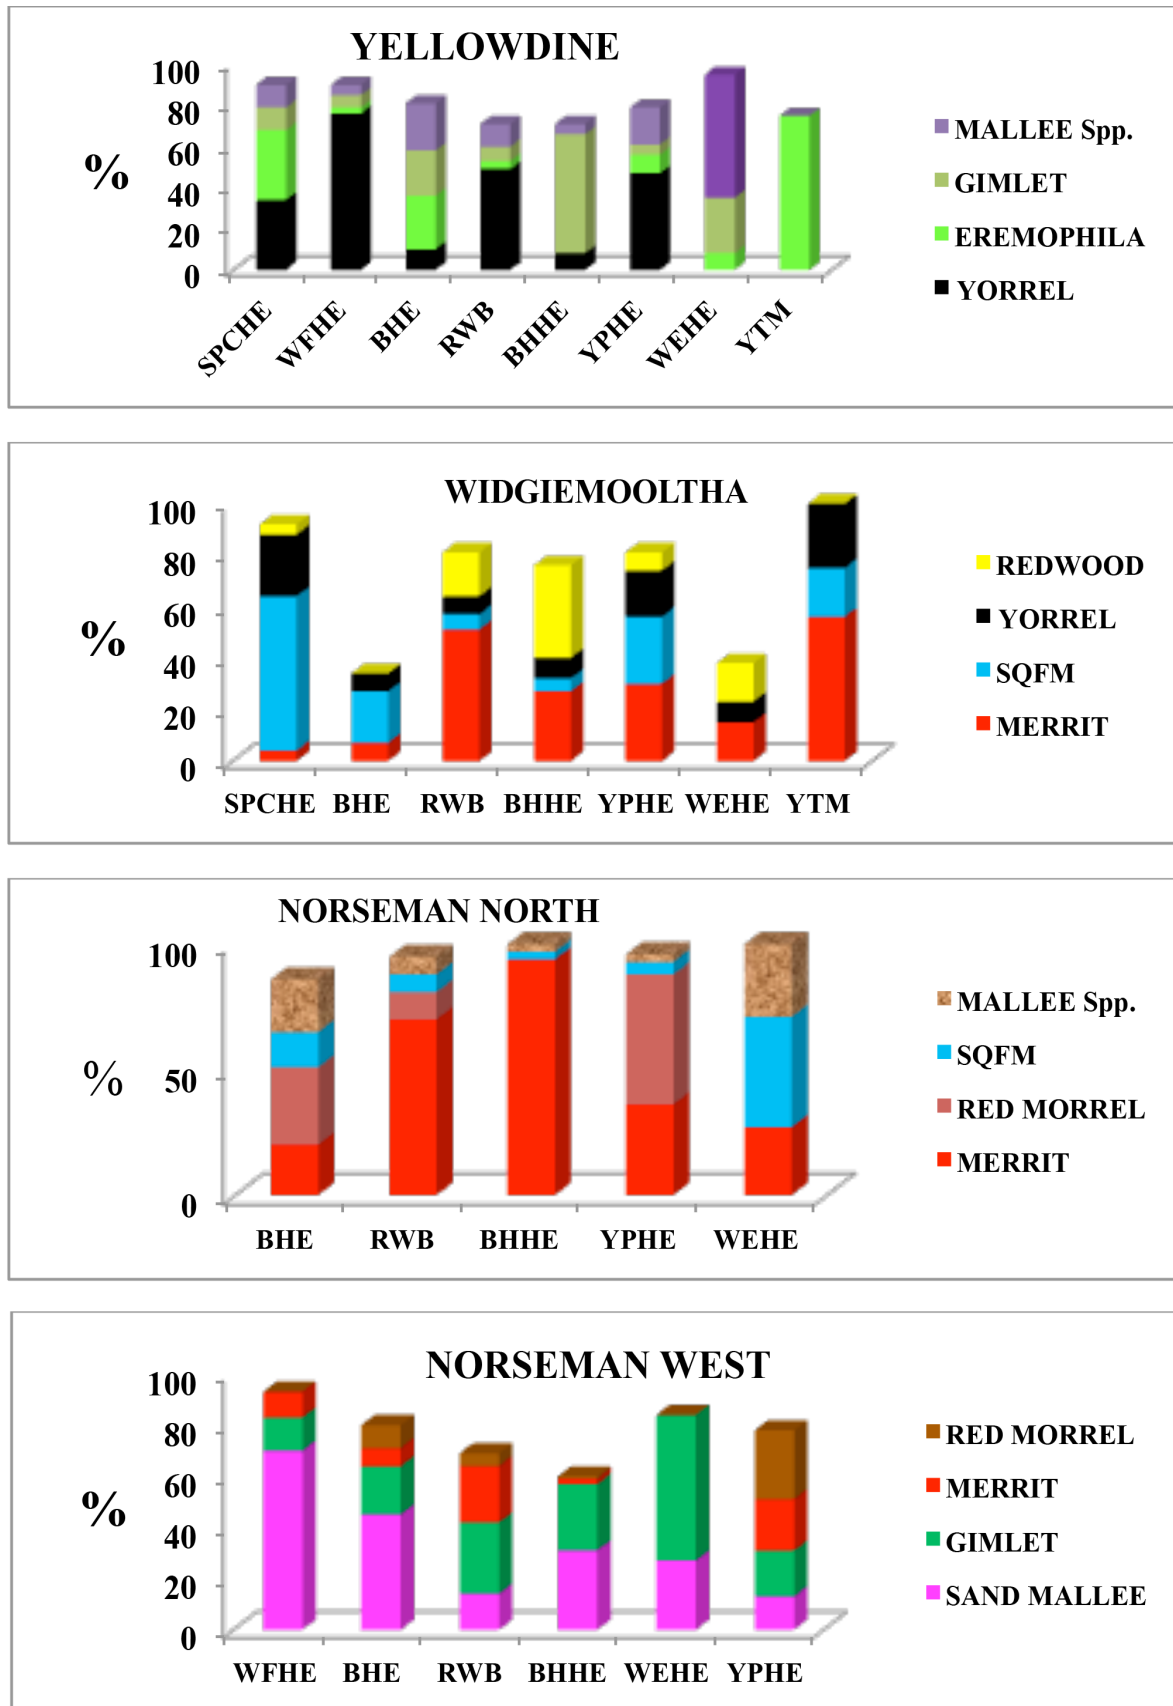 YELLOWDINE
100
80
60
40
20
0
%
SPCHE WFHE BHE RWB BHHE YPHE WEHE YTM
MALLEE Spp.
GIMLET
EREMOPHILA
YORREL
WIDGIEMOOLTHA
100
80
60
40
20
0
%
SPCHE BHE RWB BHHE YPHE WEHE YTM
REDWOOD
YORREL
SQFM
MERRIT
NORSEMAN NORTH
100
50
0
%
BHE RWB BHHE YPHE WEHE
MALLEE Spp.
SQFM
RED MORREL
MERRIT
NORSEMAN WEST
100
80
60
40
20
0
%
WFHE BHE RWB BHHE WEHE YPHE
RED MORREL
MERRIT
GIMLET
SAND MALLEE